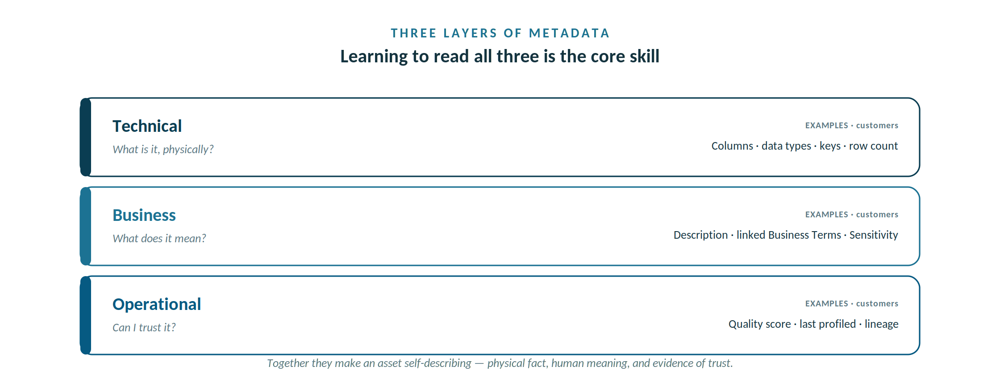 THREE LAYERS OF METADATA
Learning to read all three is the core skill
Technical
What is it, physically?
EXAMPLES · customers
Columns · data types · keys · row count
Business
What does it mean?
EXAMPLES · customers
Description · linked Business Terms · Sensitivity
Operational
Can I trust it?
EXAMPLES · customers
Quality score · last profiled · lineage
Together they make an asset self-describing — physical fact, human meaning, and evidence of trust.